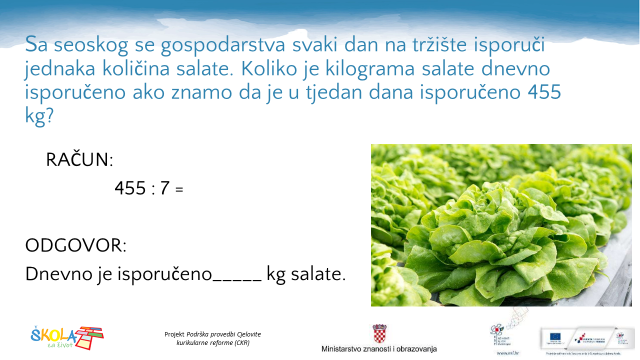 Sa seoskog se gospodarstva svaki dan na tržište isporuči
jednaka količina salate. Koliko je kilograma salate dnevno
isporučeno ako znamo da je u tjedan dana isporučeno 455
kg?
RAČUN:
455 : 7 =
ODGOVOR:
Dnevno je isporučeno_____ kg salate.
ŠKOLA
za život
Projekt Podrška provedbi Cjelovite
kurikularne reforme (CKR)
Ministarstvo znanosti i obrazovanja